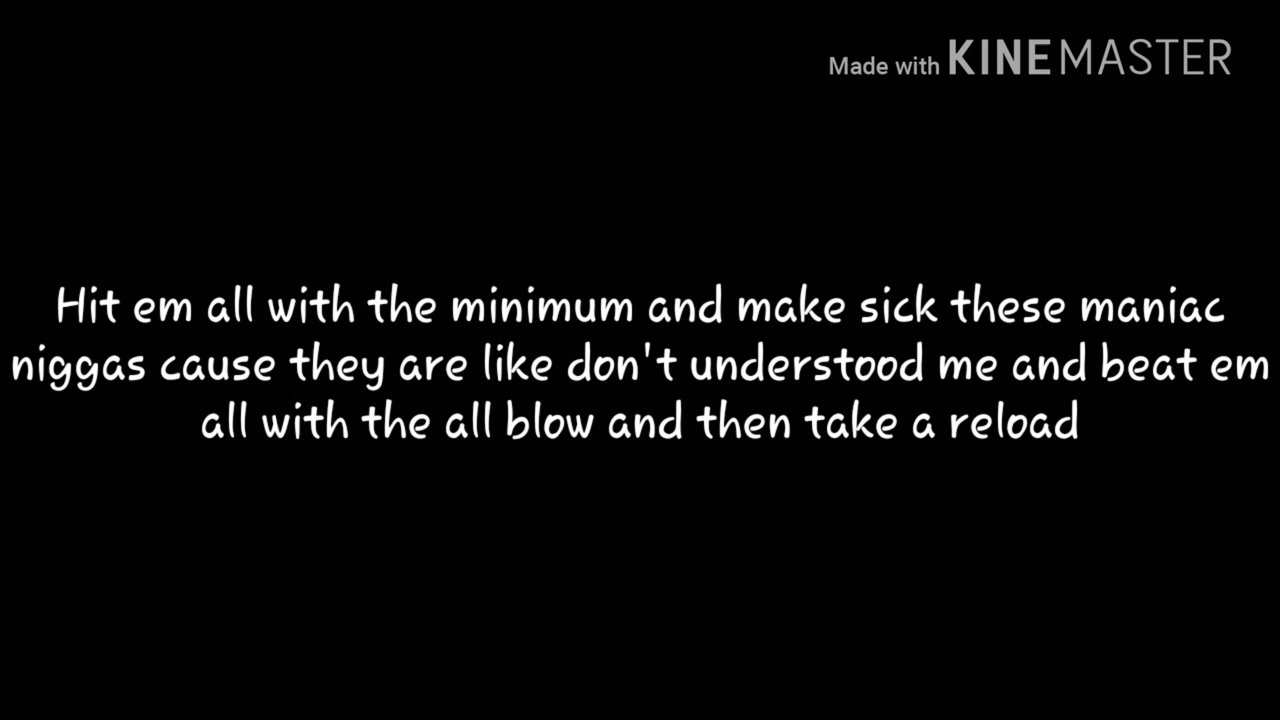 Made with KINEMASTER
Hit em all with the minimum and make sick these maniac
niggas cause they are like don't understood me and beat em
all with the all blow and then take a reload